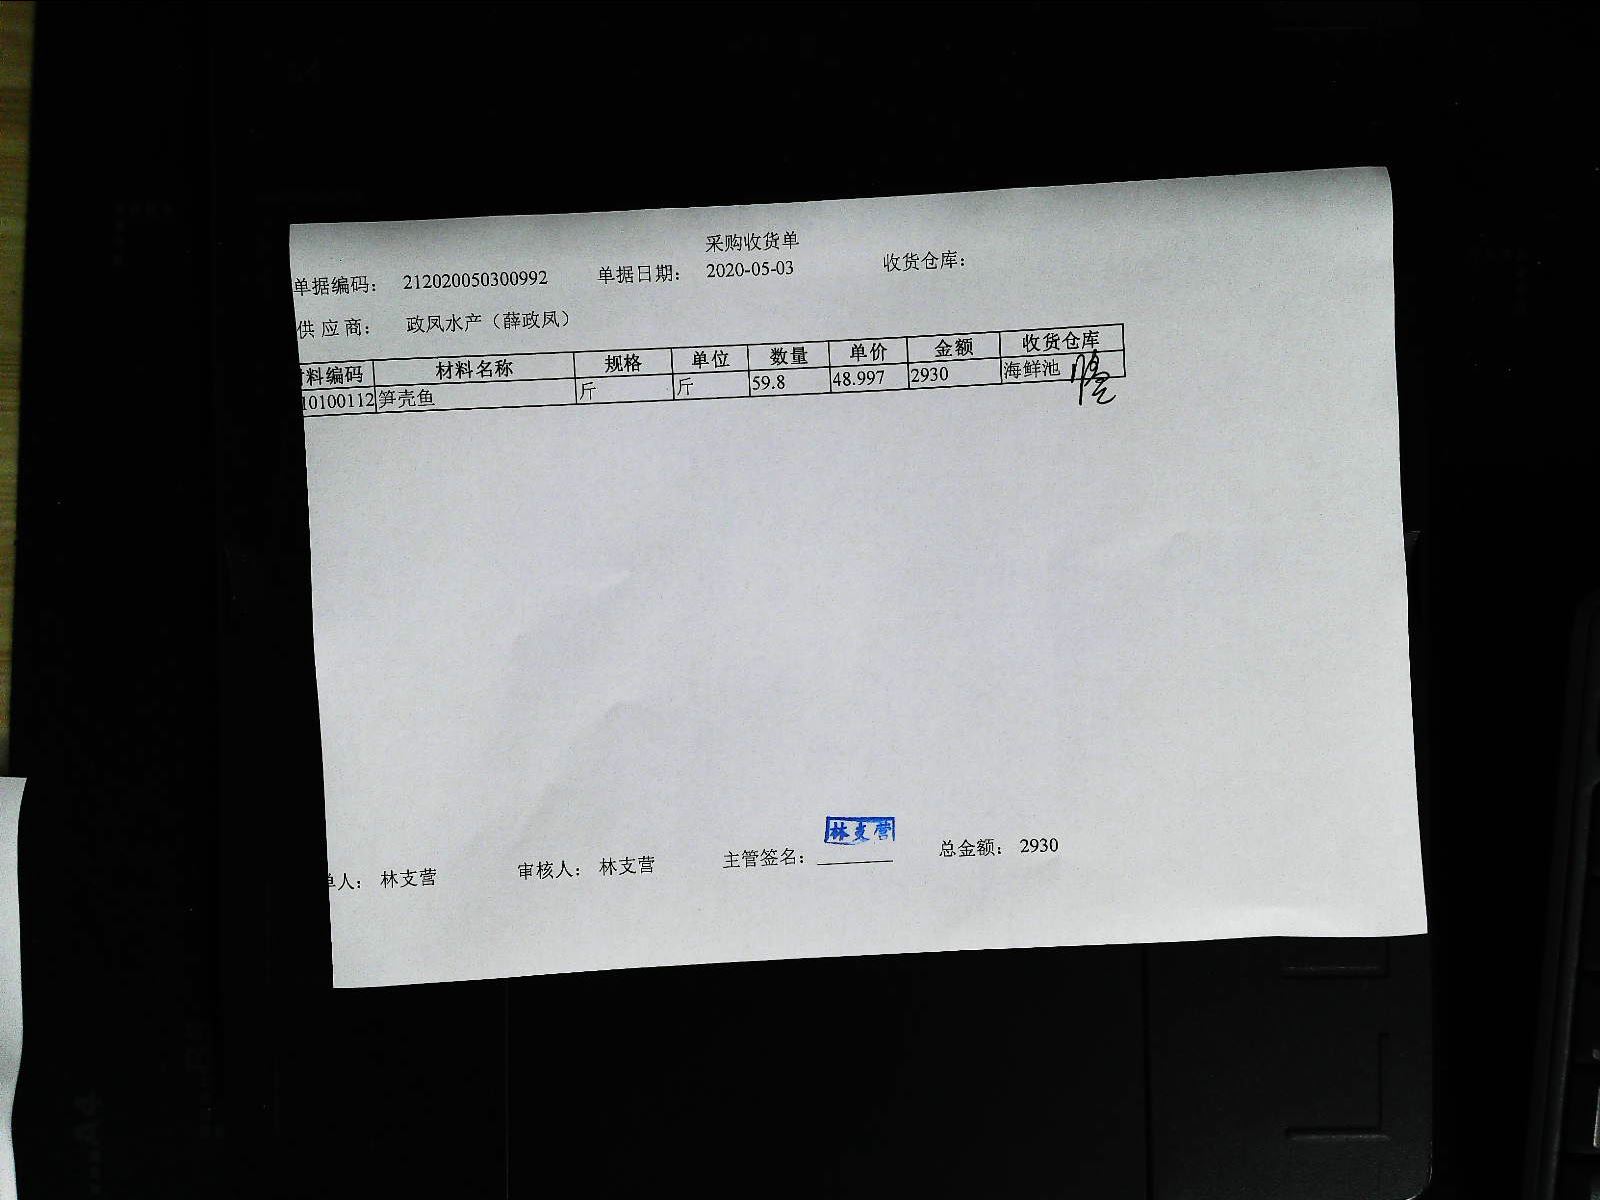 采购收货单
单据编码： 212020050300992 单据日期： 2020-05-03 收货仓库：
供 应 商： 政凤水产（薛政凤）
料编码 材料名称 规格 单位 数量 单价 金额 收货仓库
10100112 笋壳鱼 斤 斤 59.8 48.997 2930 海鲜池
林支营
单人： 林支营 审核人： 林支营 主管签名： 总金额： 2930
A4